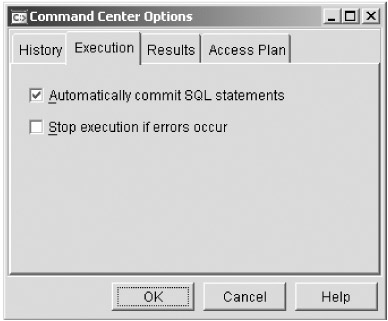 Command Center Options
History Execution Results Access Plan
Automatically commit SQL statements
Stop execution if errors occur
OK Cancel Help